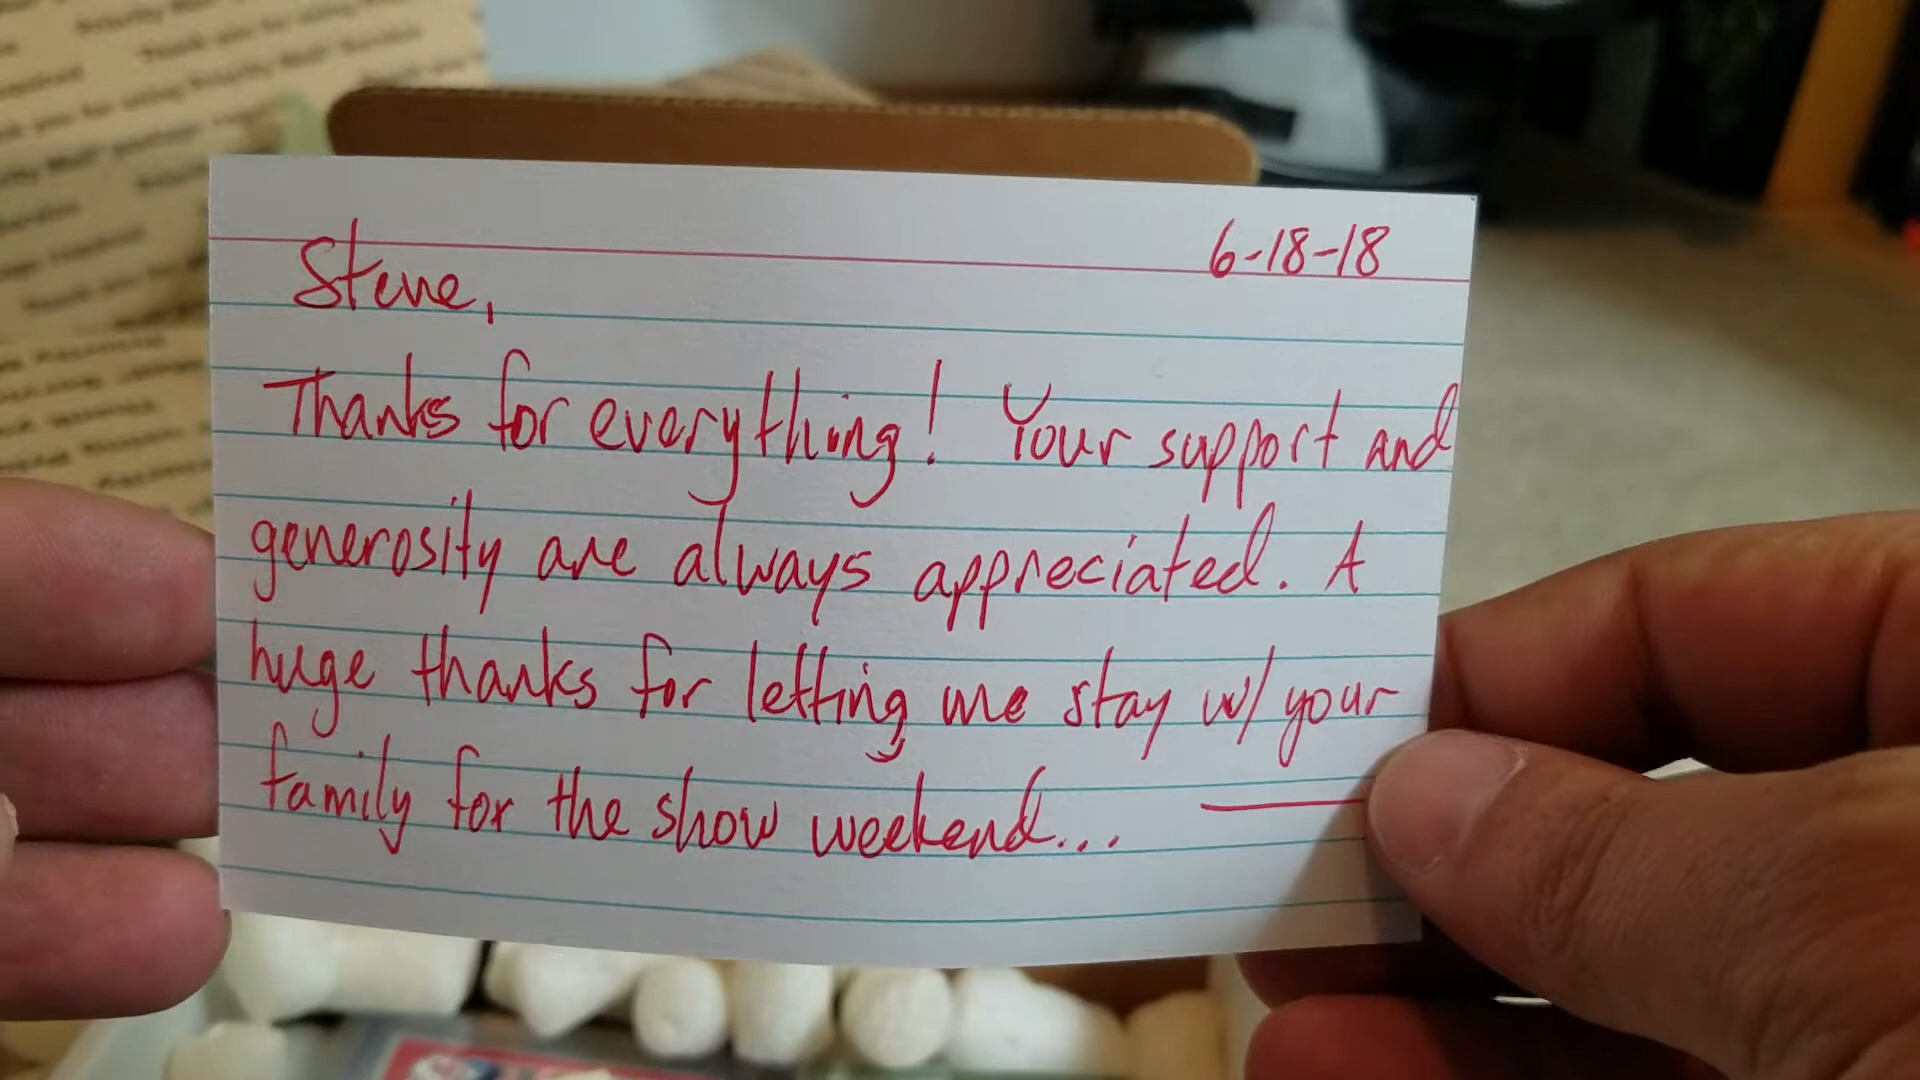 6-18-18
Steve,
Thanks for everything! Your support and
generosity are always appreciated. A
huge thanks for letting me stay w/ your
family for the show weekend...